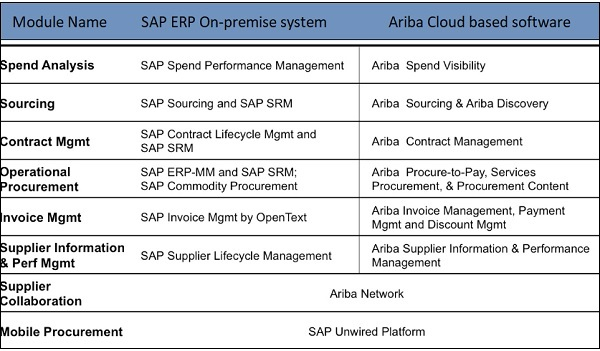 Module Name SAP ERP On-premise system Ariba Cloud based software
Spend Analysis SAP Spend Performance Management Ariba Spend Visibility
Sourcing SAP Sourcing and SAP SRM Ariba Sourcing & Ariba Discovery
Contract Mgmt SAP Contract Lifecycle Mgmt and
SAP SRM Ariba Contract Management
Operational
Procurement SAP ERP-MM and SAP SRM;
SAP Commodity Procurement Ariba Procure-to-Pay, Services
Procurement, & Procurement Content
Invoice Mgmt SAP Invoice Mgmt by OpenText Ariba Invoice Management, Payment
Mgmt and Discount Mgmt
Supplier Information
& Perf Mgmt SAP Supplier Lifecycle Management Ariba Supplier Information & Performance
Management
Supplier
Collaboration Ariba Network
Mobile Procurement SAP Unwired Platform